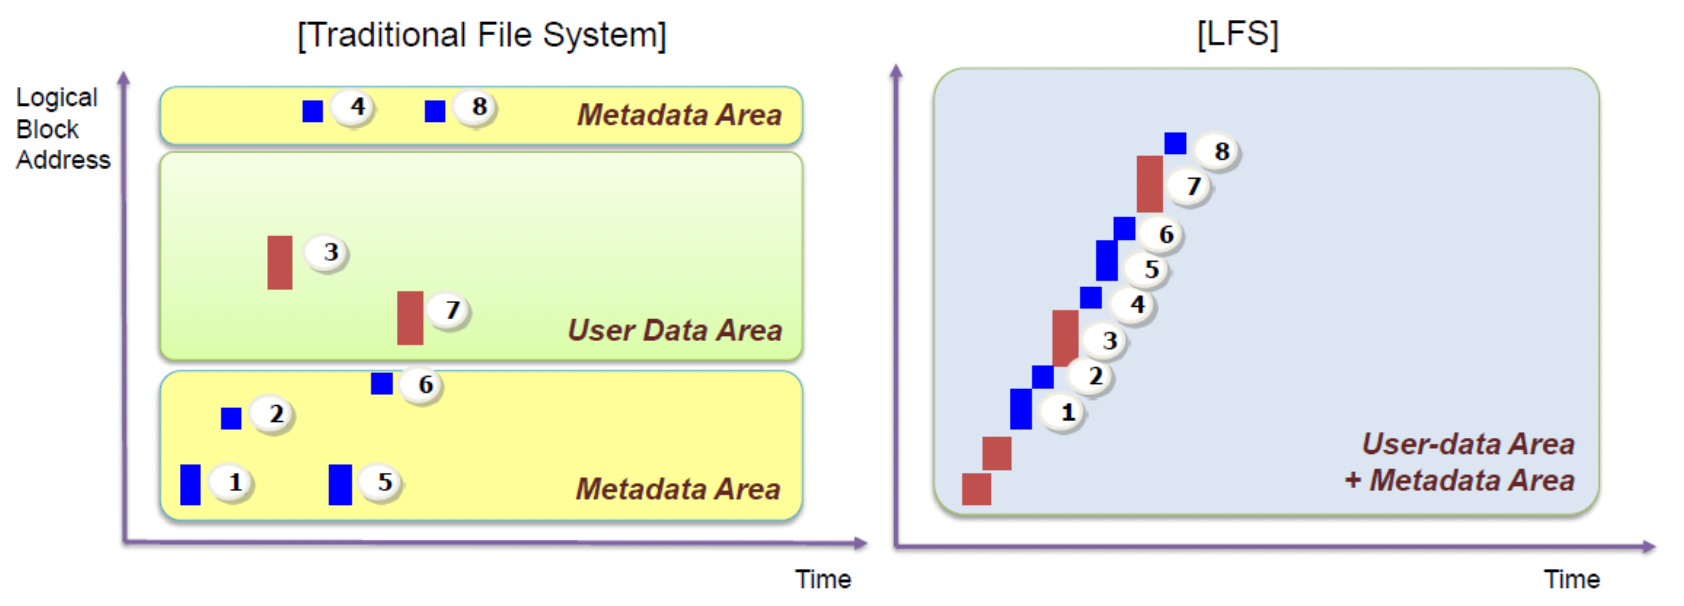 [Traditional File System]
Logical
Block
Address
4
8
Metadata Area
3
7
User Data Area
6
2
1
5
Metadata Area
Time
[LFS]
8
7
6
5
4
3
2
1
User-data Area
+ Metadata Area
Time